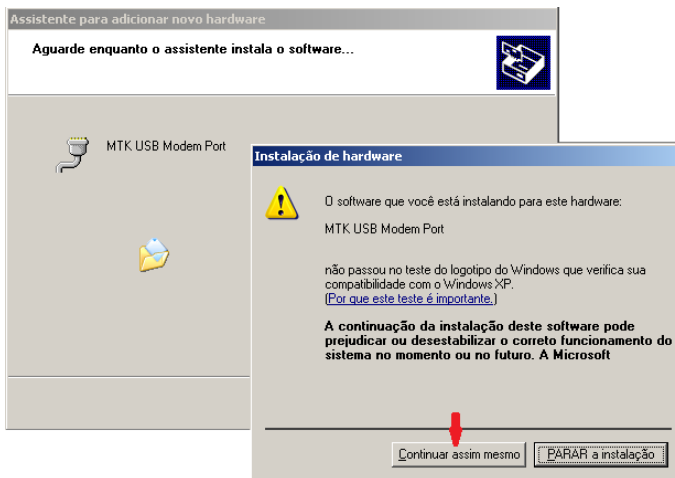 Assistente para adicionar novo hardware
Aguarde enquanto o assistente instala o software...
MTK USB Modem Port
Instalação de hardware
O software que você está instalando para este hardware:
MTK USB Modem Port
não passou no teste do logotipo do Windows que verifica sua
compatibilidade com o Windows XP.
(Por que este teste é importante.)
A continuação da instalação deste software pode
prejudicar ou desestabilizar o correto funcionamento do
sistema no momento ou no futuro. A Microsoft
Continuar assim mesmo
PARAR a instalação